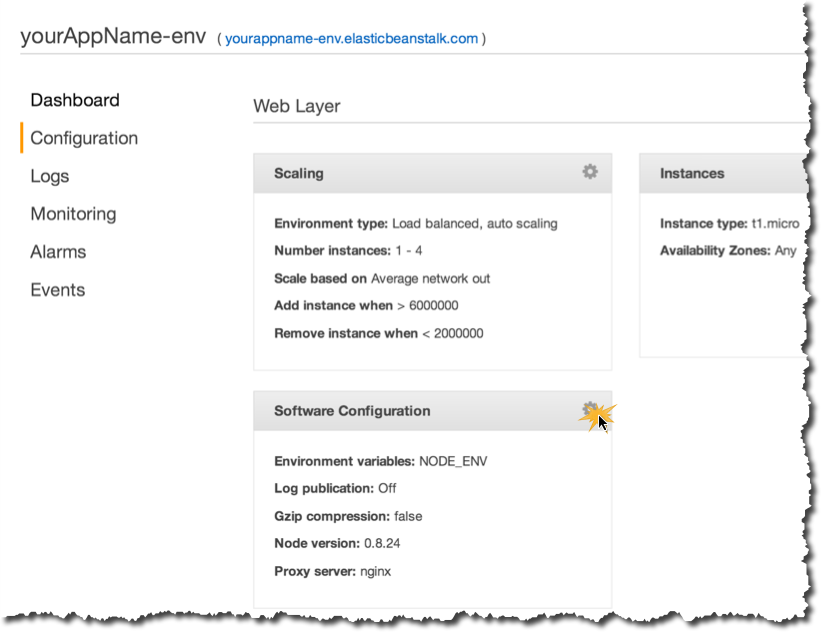 yourAppName-env ( yourappname-env.elasticbeanstalk.com )
Dashboard
Configuration
Logs
Monitoring
Alarms
Events
Web Layer
Scaling
Environment type: Load balanced, auto scaling
Number instances: 1 - 4
Scale based on Average network out
Add instance when > 6000000
Remove instance when < 2000000
Instances
Instance type: t1.micro
Availability Zones: Any
Software Configuration
Environment variables: NODE_ENV
Log publication: Off
Gzip compression: false
Node version: 0.8.24
Proxy server: nginx